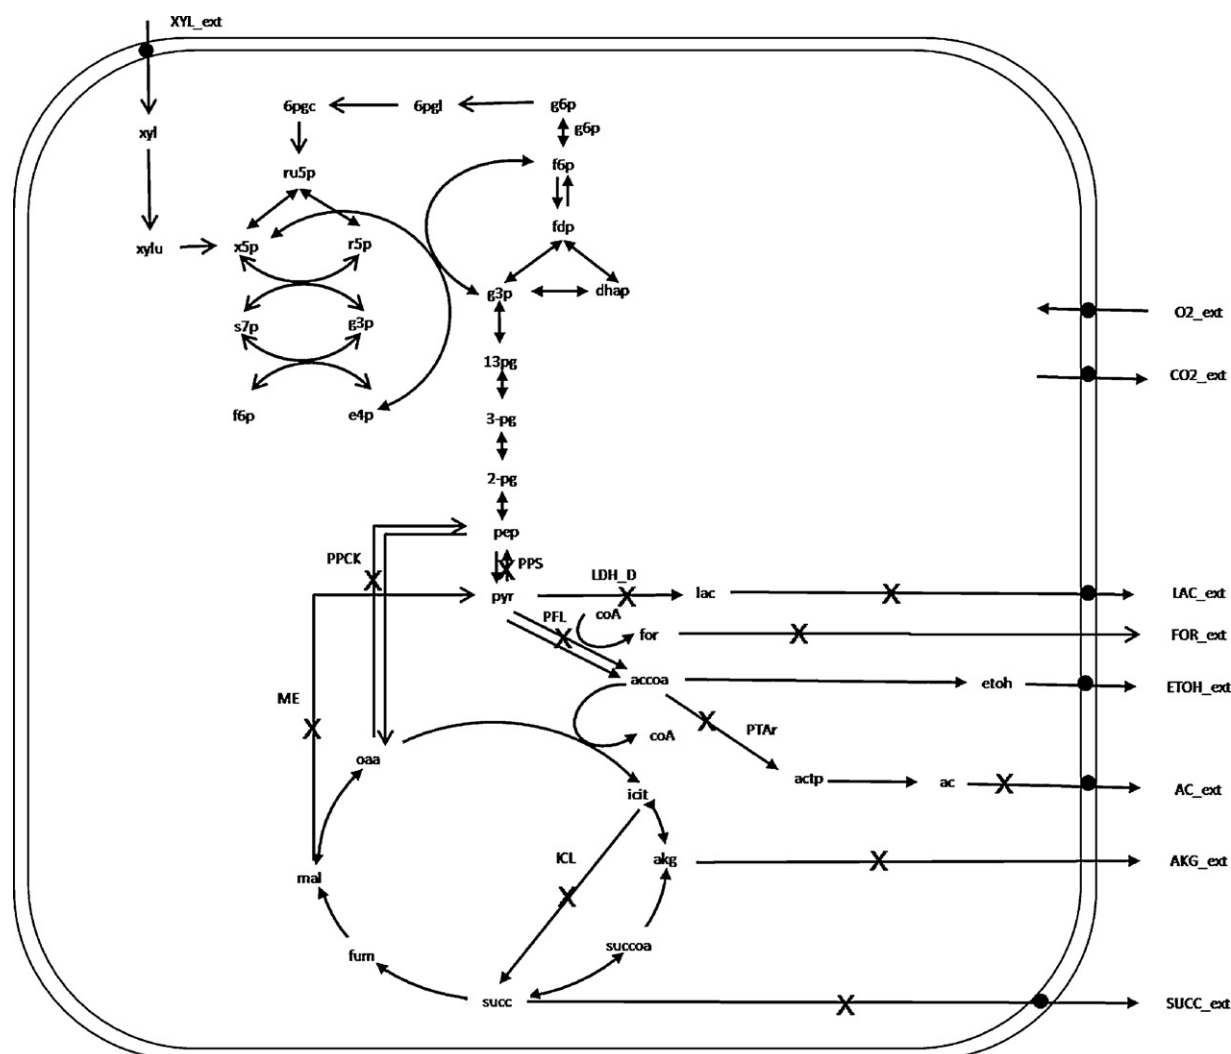 XYL_ext
6pgc
6pgl
g6p
g6p
xyl
f6p
ru5p
fdp
xylu
x5p
r5p
g3p
dhap
O2_ext
s7p
g3p
13pg
CO2_ext
f6p
e4p
3-pg
2-pg
pep
PPCK
PPS
LDH_D
pyr
lac
LAC_ext
coA
PFL
for
FOR_ext
accoa
etoh
ETOH_ext
ME
coA
PTAr
oaa
actp
ac
AC_ext
icit
ICL
akg
AKG_ext
mal
fum
succoa
succ
SUCC_ext
X
X
X
X
X
X
X
X
X
X
X
X